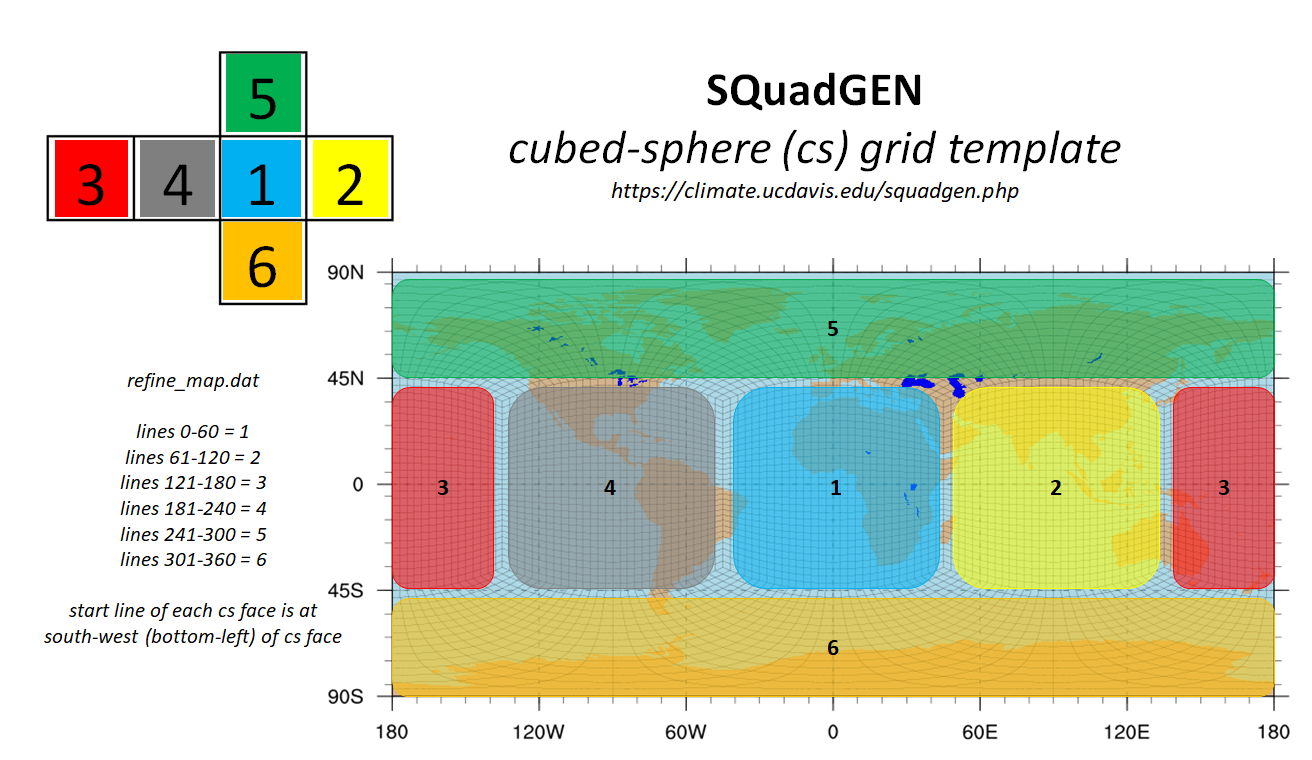 SQuadGEN
cubed-sphere (cs) grid template
https://climate.ucdavis.edu/squadgen.php
5
3 4 1 2
6
refine_map.dat
lines 0-60 = 1
lines 61-120 = 2
lines 121-180 = 3
lines 181-240 = 4
lines 241-300 = 5
lines 301-360 = 6
start line of each cs face is at
south-west (bottom-left) of cs face
90N
5
45N
0
3 4 1 2 3
45S
6
90S
180 120W 60W 0 60E 120E 180